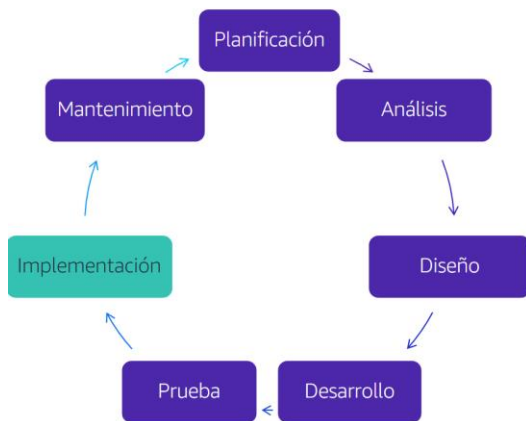 Planificación
Análisis
Diseño
Desarrollo
Prueba
Implementación
Mantenimiento